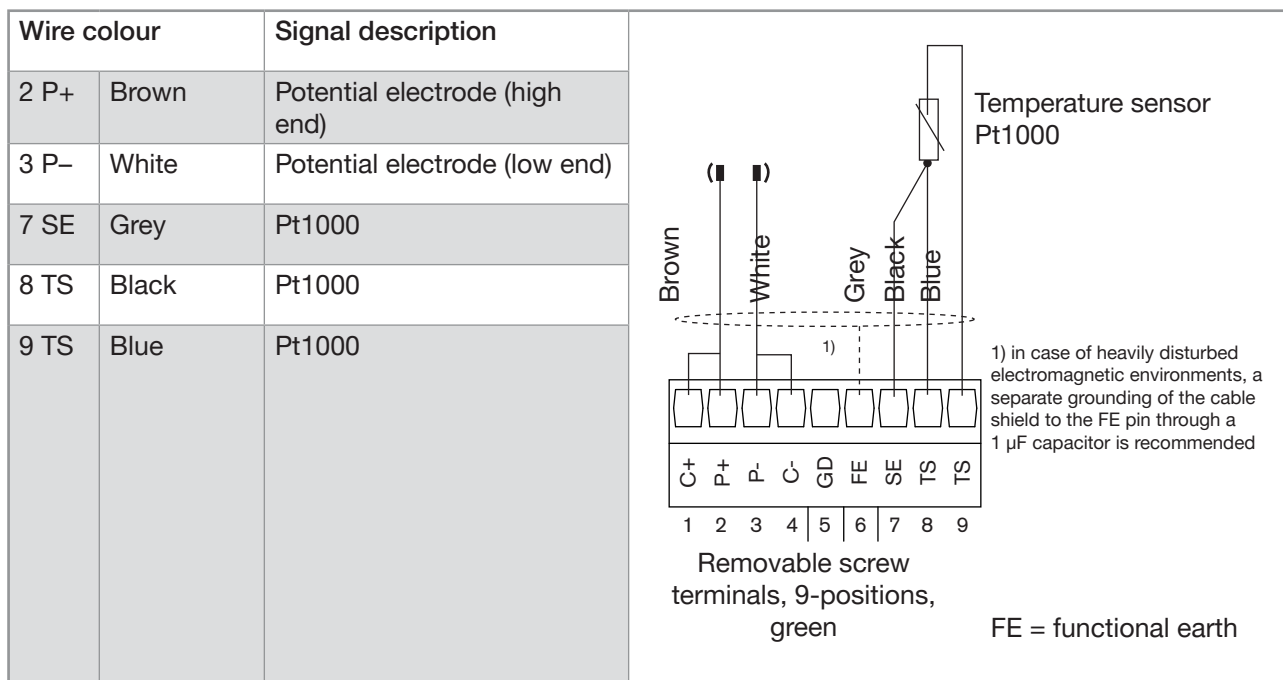 Wire colour Signal description
2 P+ Brown Potential electrode (high
end)
3 P– White Potential electrode (low end)
7 SE Grey Pt1000
8 TS Black Pt1000
9 TS Blue Pt1000
Temperature sensor
Pt1000
Brown White Grey Black Blue
1)
1) in case of heavily disturbed
electromagnetic environments, a
separate grounding of the cable
shield to the FE pin through a
1 µF capacitor is recommended
C+ P+ P- C- GD FE SE TS TS
1 2 3 4 5 6 7 8 9
Removable screw
terminals, 9-positions,
green
FE = functional earth